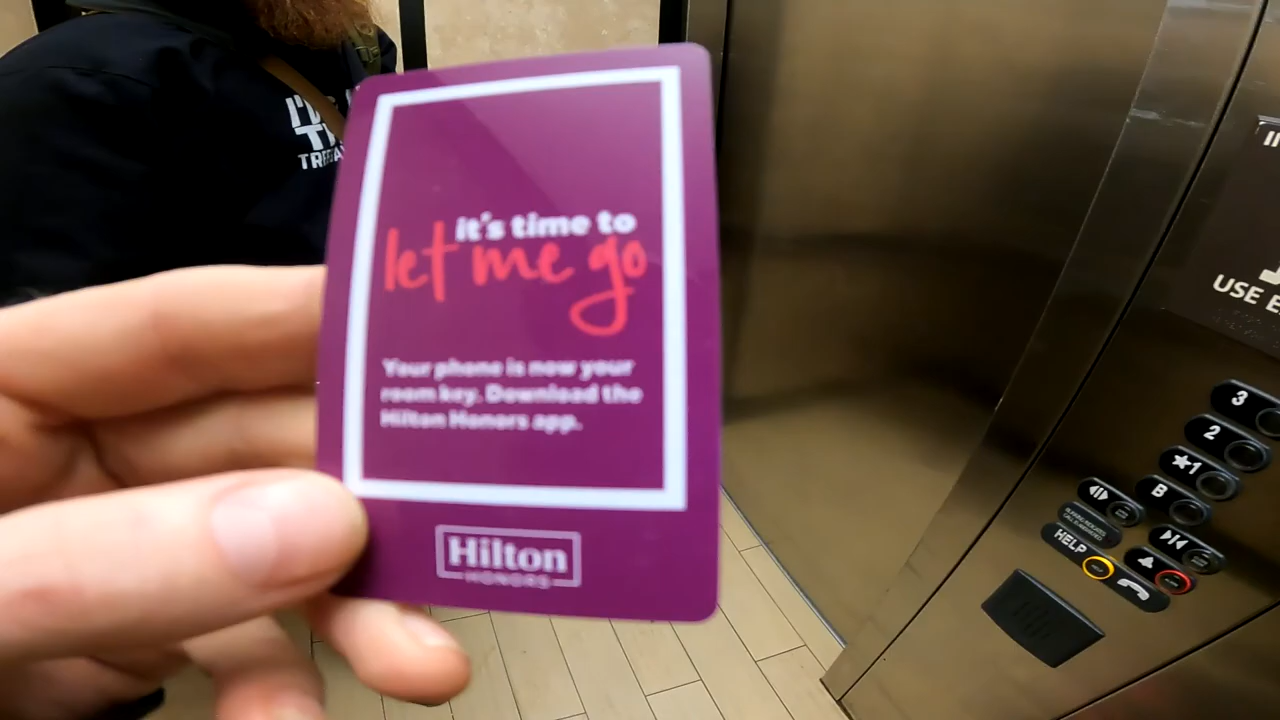 it's time to
let me go
Your phone is now your
room key. Download the
Hilton Honors app.
Hilton
HONORS
USE
3
2
★1
B
HELP